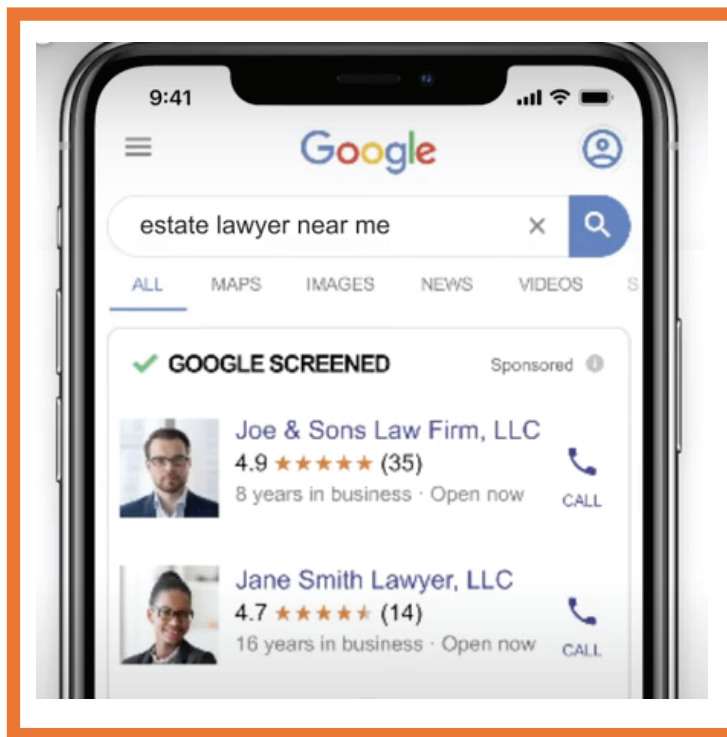 9:41
Google
estate lawyer near me
ALL MAPS IMAGES NEWS VIDEOS S
GOOGLE SCREENED Sponsored
Joe & Sons Law Firm, LLC
4.9 (35)
8 years in business · Open now
CALL
Jane Smith Lawyer, LLC
4.7 (14)
16 years in business · Open now
CALL